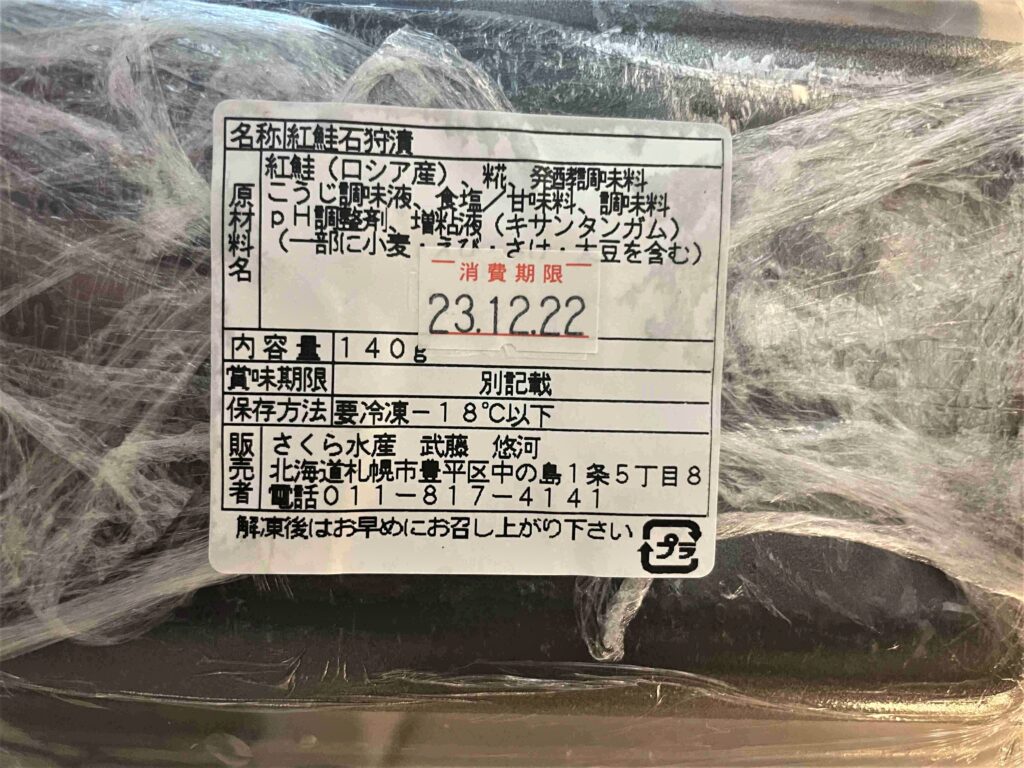 名称 紅鮭石狩漬
原材料名 紅鮭（ロシア産）、糀、発酵調味料
こうじ調味液、食塩／甘味料、調味料
pH調整剤、増粘液（キサンタンガム）
（一部に小麦・えび・さけ・大豆を含む）
消費期限
23.12.22
内容量 140g
賞味期限 別記載
保存方法 要冷凍－18℃以下
販売者 さくら水産 武藤 悠河
北海道札幌市豊平区中の島1条5丁目8
電話011－817－4141
解凍後はお早めにお召し上がり下さい
プラ